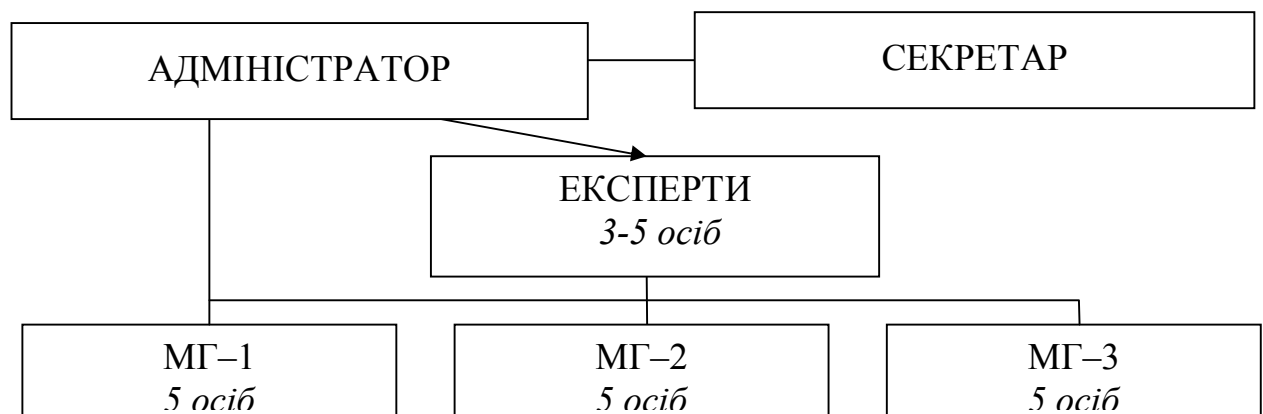 АДМІНІСТРАТОР
СЕКРЕТАР
ЕКСПЕРТИ
3-5 осіб
МГ–1
5 осіб
МГ–2
5 осіб
МГ–3
5 осіб